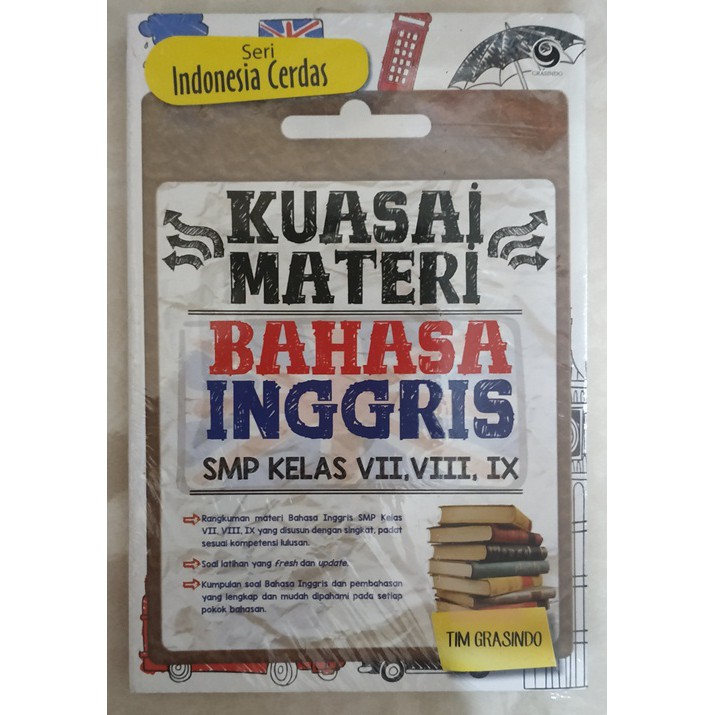 Seri
Indonesia Cerdas
GRASINDO
KUASAI
MATERI
BAHASA
INGGRIS
SMP KELAS VII, VIII, IX
Rangkuman materi Bahasa Inggris SMP Kelas
VII, VIII, IX yang disusun dengan singkat, padat
sesuai kompetensi lulusan.
Soal latihan yang fresh dan update.
Kumpulan soal Bahasa Inggris dan pembahasan
yang lengkap dan mudah dipahami pada setiap
pokok bahasan.
TIM GRASINDO